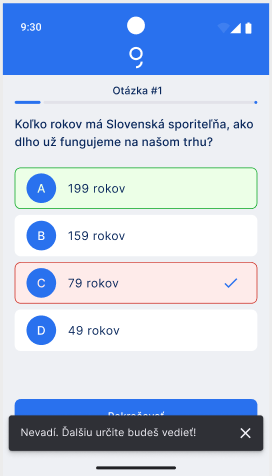 9:30
Otázka #1
Koľko rokov má Slovenská sporiteľňa, ako
dlho už fungujeme na našom trhu?
A 199 rokov
B 159 rokov
C 79 rokov
D 49 rokov
Pokračovať
Nevadí. Ďalšiu určite budeš vedieť!